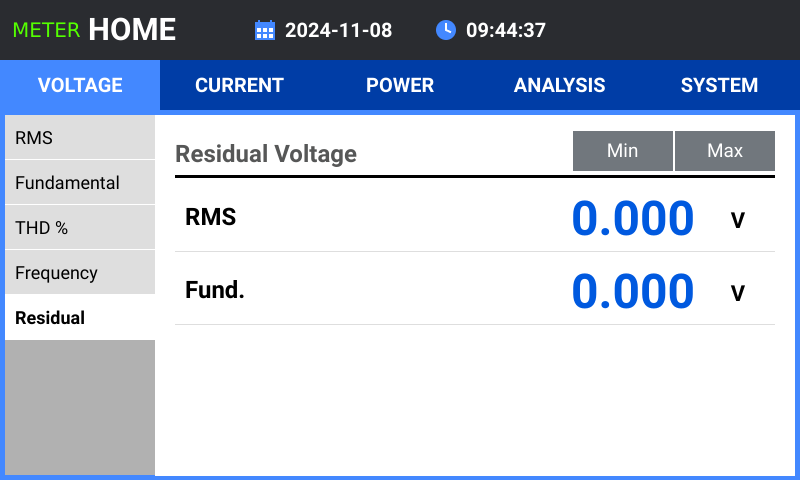 METER HOME 2024-11-08 09:44:37
VOLTAGE CURRENT POWER ANALYSIS SYSTEM
RMS
Fundamental
THD %
Frequency
Residual
Residual Voltage Min Max
RMS 0.000 V
Fund. 0.000 V